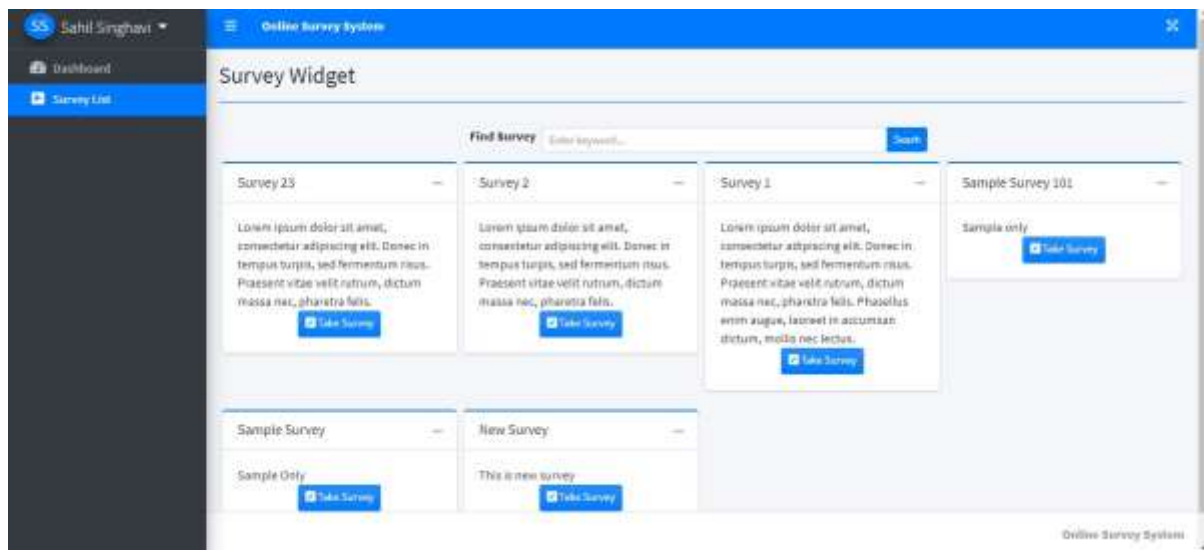 SS Sahil Singhavi
Online Survey System
Dashboard
Survey List
Survey Widget
Find Survey Enter keyword... Search
Survey 23
Lorem ipsum dolor sit amet,
consectetur adipiscing elit. Donec in
tempus turpis, sed fermentum risus.
Praesent vitae velit rutrum, dictum
massa nec, pharetra felis.
Take Survey
Survey 2
Lorem ipsum dolor sit amet,
consectetur adipiscing elit. Donec in
tempus turpis, sed fermentum risus.
Praesent vitae velit rutrum, dictum
massa nec, pharetra felis.
Take Survey
Survey 1
Lorem ipsum dolor sit amet,
consectetur adipiscing elit. Donec in
tempus turpis, sed fermentum risus.
Praesent vitae velit rutrum, dictum
massa nec, pharetra felis. Phasellus
enim augue, laoreet in accumsan
dictum, mollis nec lectus.
Take Survey
Sample Survey 101
Sample only
Take Survey
Sample Survey
Sample Only
Take Survey
New Survey
This is new survey
Take Survey
Online Survey System